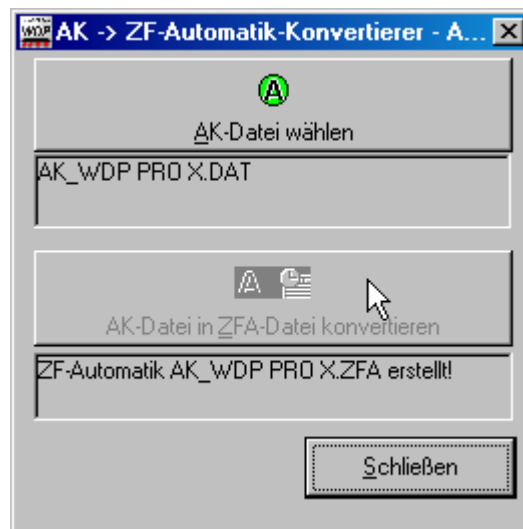 WDP
AK -> ZF-Automatik-Konvertierer - A...
A
AK-Datei wählen
AK_WDP PRO X.DAT
A
AK-Datei in ZFA-Datei konvertieren
ZF-Automatik AK_WDP PRO X.ZFA erstellt!
Schließen